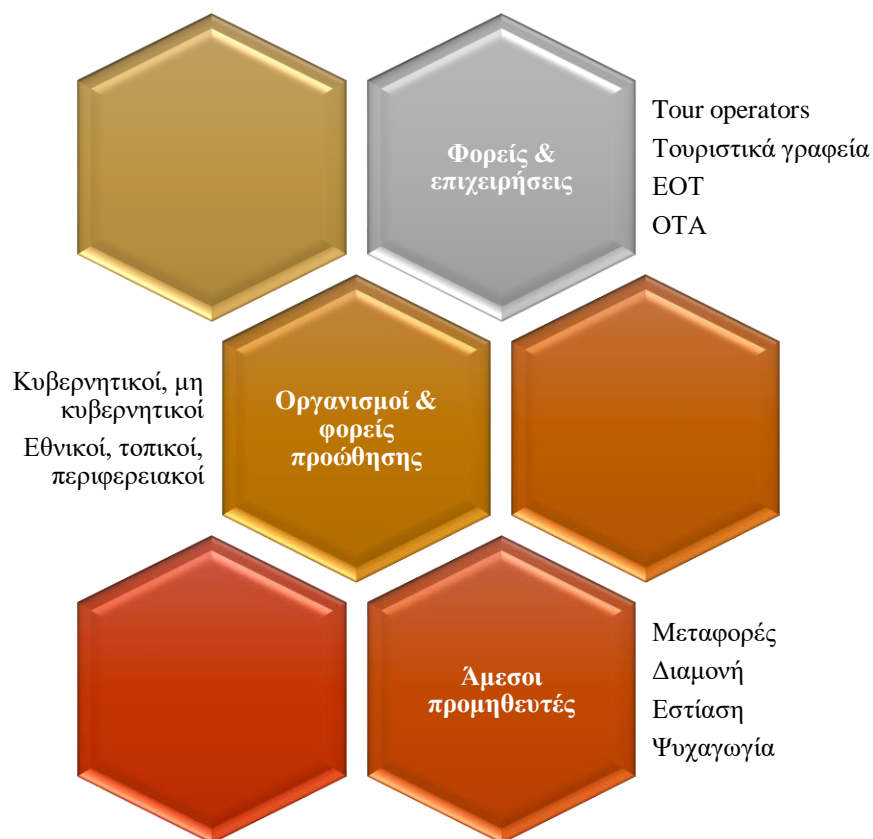 Φορείς &
επιχειρήσεις
Tour operators
Τουριστικά γραφεία
ΕΟΤ
ΟΤΑ
Κυβερνητικοί, μη
κυβερνητικοί
Εθνικοί, τοπικοί,
περιφερειακοί
Οργανισμοί &
φορείς
προώθησης
Άμεσοι
προμηθευτές
Μεταφορές
Διαμονή
Εστίαση
Ψυχαγωγία